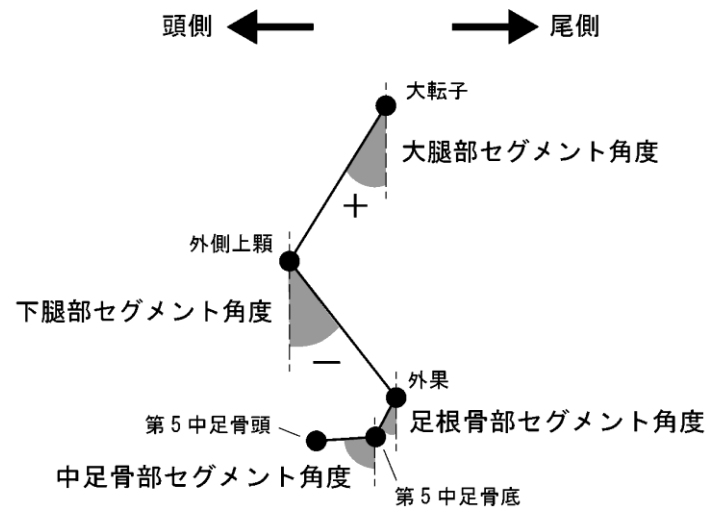 頭側
尾側
大転子
大腿部セグメント角度
＋
外側上顆
下腿部セグメント角度
－
外果
足根骨部セグメント角度
第5中足骨頭
中足骨部セグメント角度
第5中足骨底